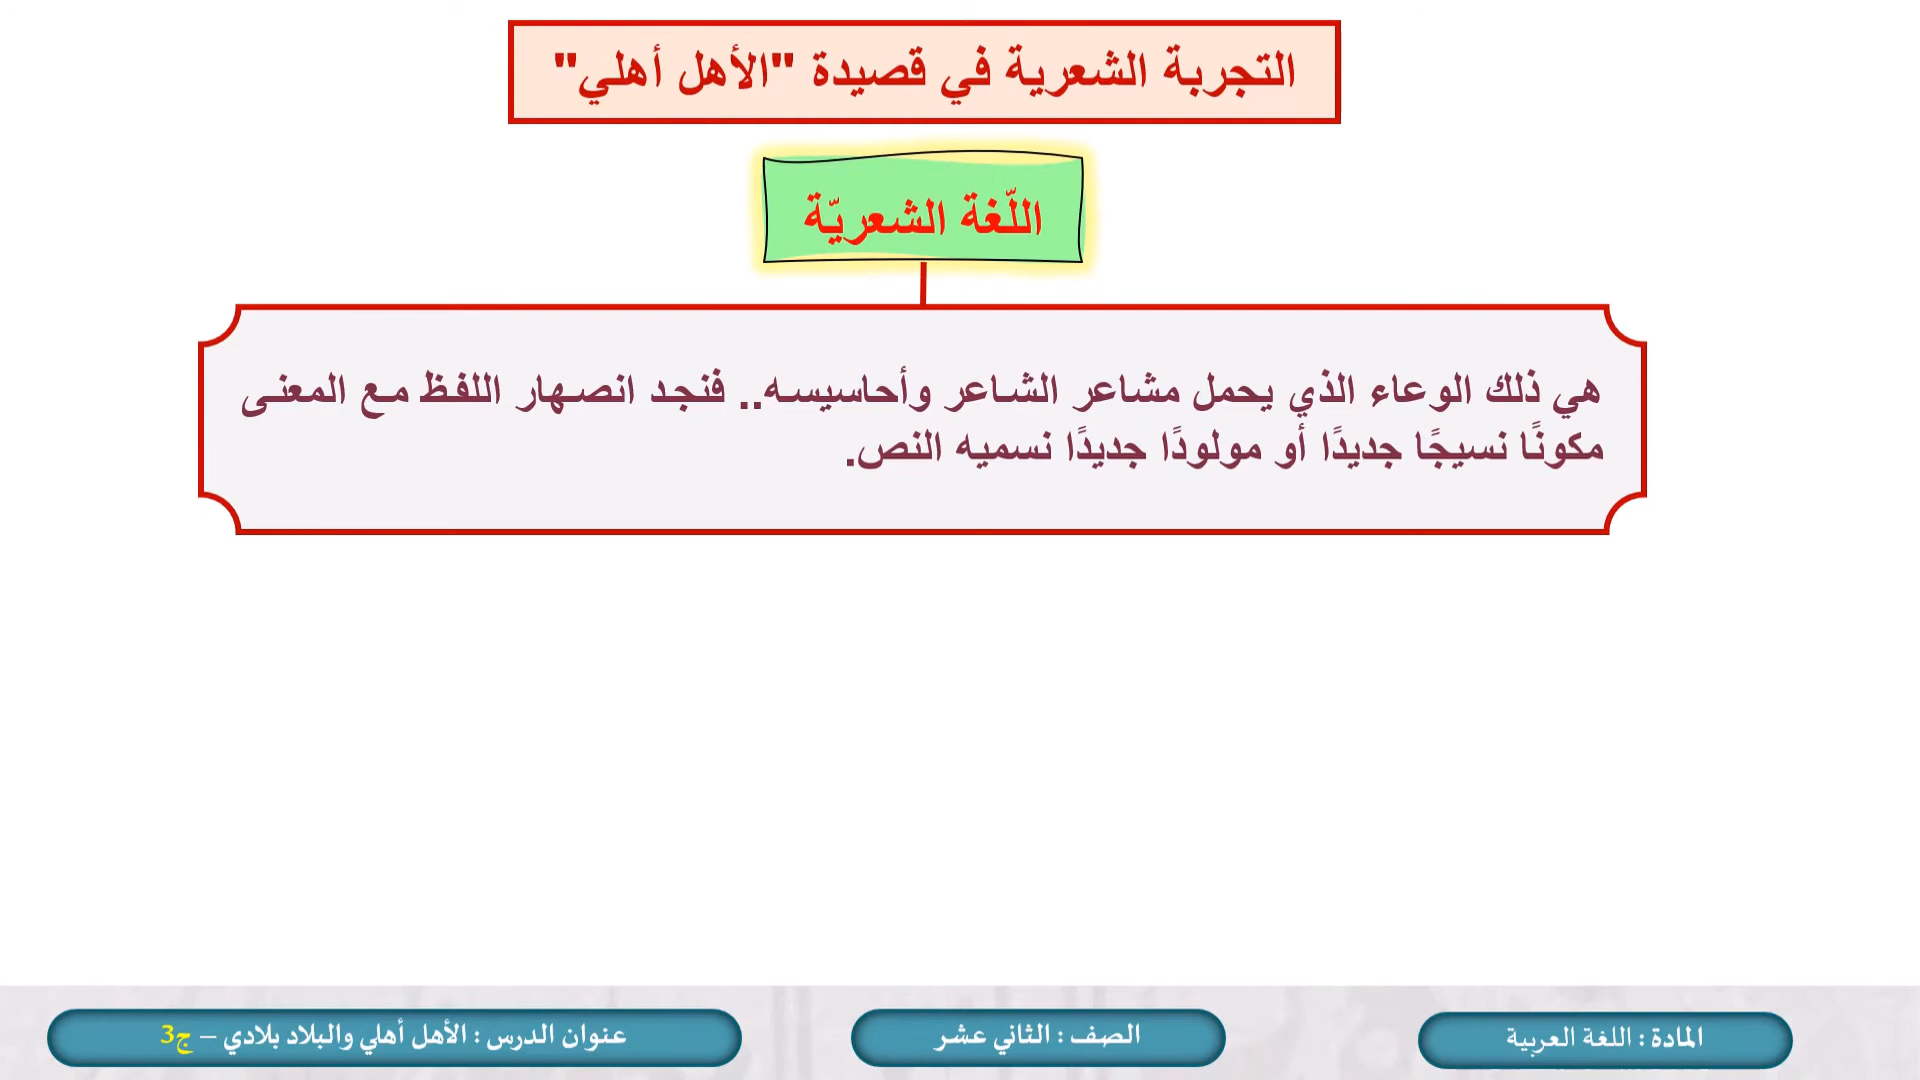 التجربة الشعرية في قصيدة "الأهل أهلي"
اللّغة الشعريّة
هي ذلك الوعاء الذي يحمل مشاعر الشاعر وأحاسيسه.. فنجد انصهار اللفظ مع المعنى
مكونًا نسيجًا جديدًا أو مولودًا جديدًا نسميه النص.
المادة : اللغة العربية
الصف : الثاني عشر
عنوان الدرس : الأهل أهلي والبلاد بلادي – ج3